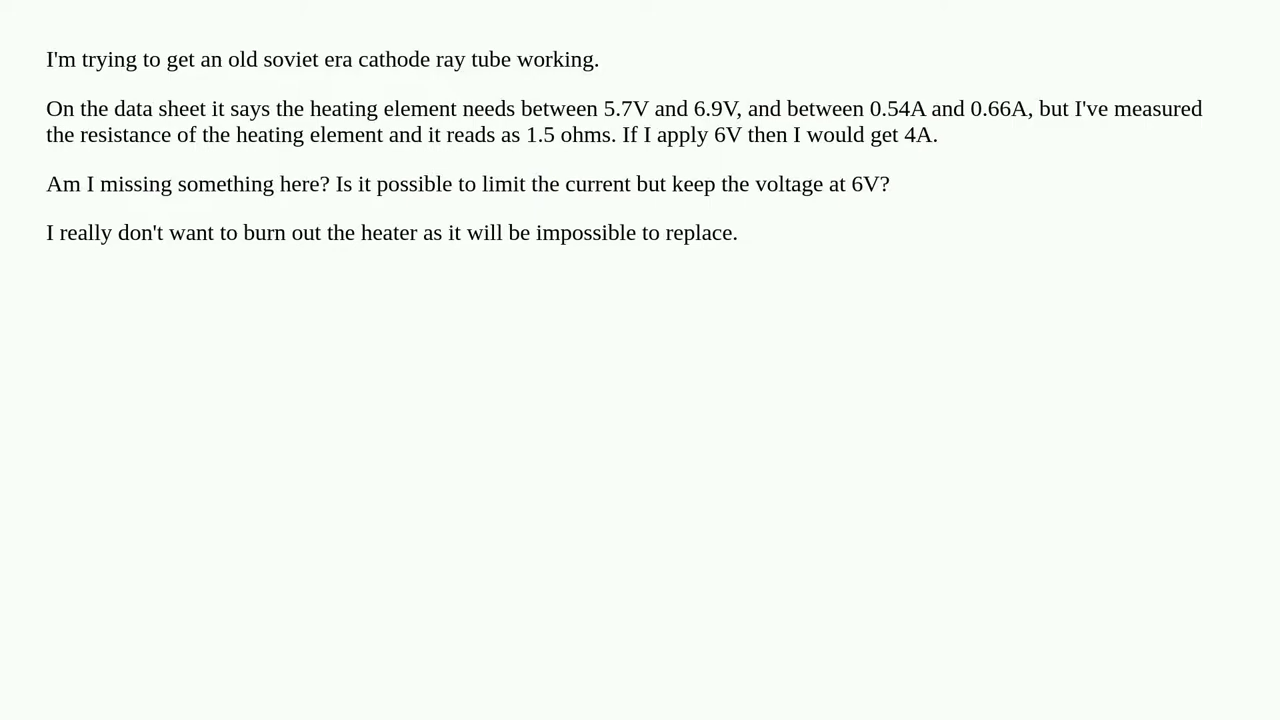 I'm trying to get an old soviet era cathode ray tube working.
On the data sheet it says the heating element needs between 5.7V and 6.9V, and between 0.54A and 0.66A, but I've measured
the resistance of the heating element and it reads as 1.5 ohms. If I apply 6V then I would get 4A.
Am I missing something here? Is it possible to limit the current but keep the voltage at 6V?
I really don't want to burn out the heater as it will be impossible to replace.